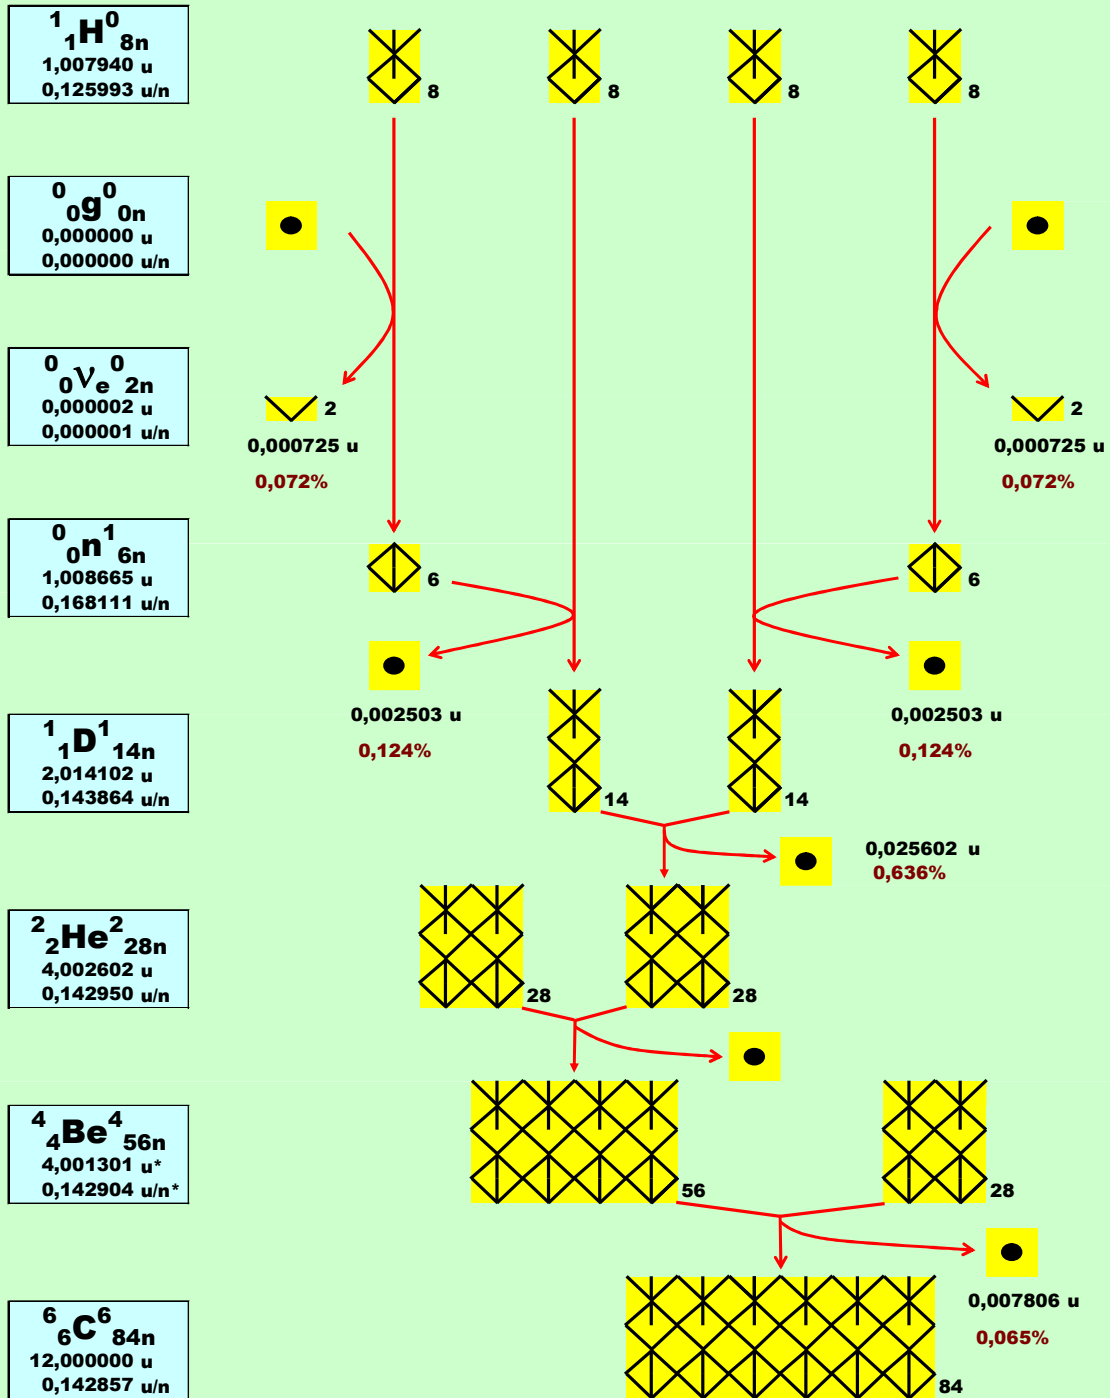 1 1H0 8n
1,007940 u
0,125993 u/n
8 8 8 8
0 0g0 0n
0,000000 u
0,000000 u/n
0 0νe0 2n
0,000002 u
0,000001 u/n
2 2
0,000725 u 0,000725 u
0,072% 0,072%
0 0n1 6n
1,008665 u
0,168111 u/n
6 6
0,002503 u 0,002503 u
0,124% 0,124%
1 1D1 14n
2,014102 u
0,143864 u/n
14 14
0,025602 u
0,636%
2 2He2 28n
4,002602 u
0,142950 u/n
28 28
4 4Be4 56n
4,001301 u*
0,142904 u/n*
56 28
0,007806 u
0,065%
6 6C6 84n
12,000000 u
0,142857 u/n
84